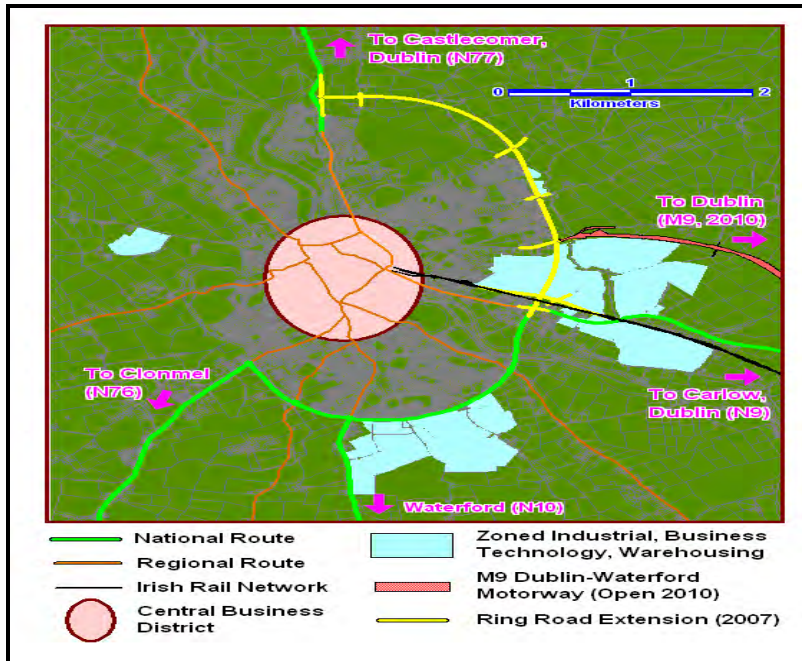 To Castlecomer,
Dublin (N77)
0 1 2
Kilometers
To Dublin
(M9, 2010)
To Clonmel
(N76)
To Carlow,
Dublin (N9)
Waterford (N10)
National Route
Regional Route
Irish Rail Network
Central Business
District
Zoned Industrial, Business
Technology, Warehousing
M9 Dublin-Waterford
Motorway (Open 2010)
Ring Road Extension (2007)